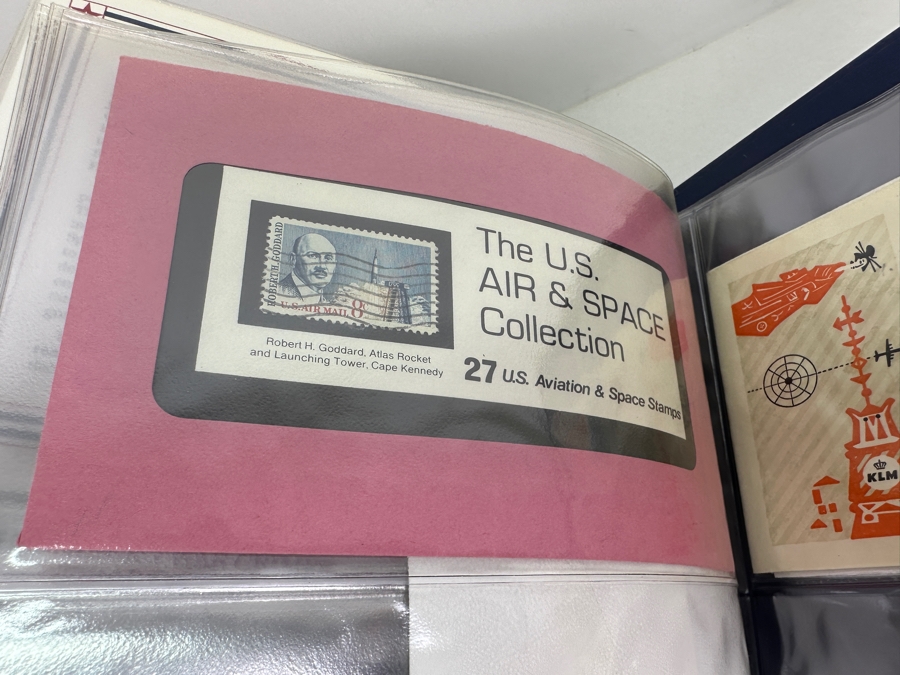 ROBERT H. GODDARD
U.S. AIR MAIL 8¢
Robert H. Goddard, Atlas Rocket
and Launching Tower, Cape Kennedy
The U.S.
AIR & SPACE
Collection
27 U.S. Aviation & Space Stamps
KLM